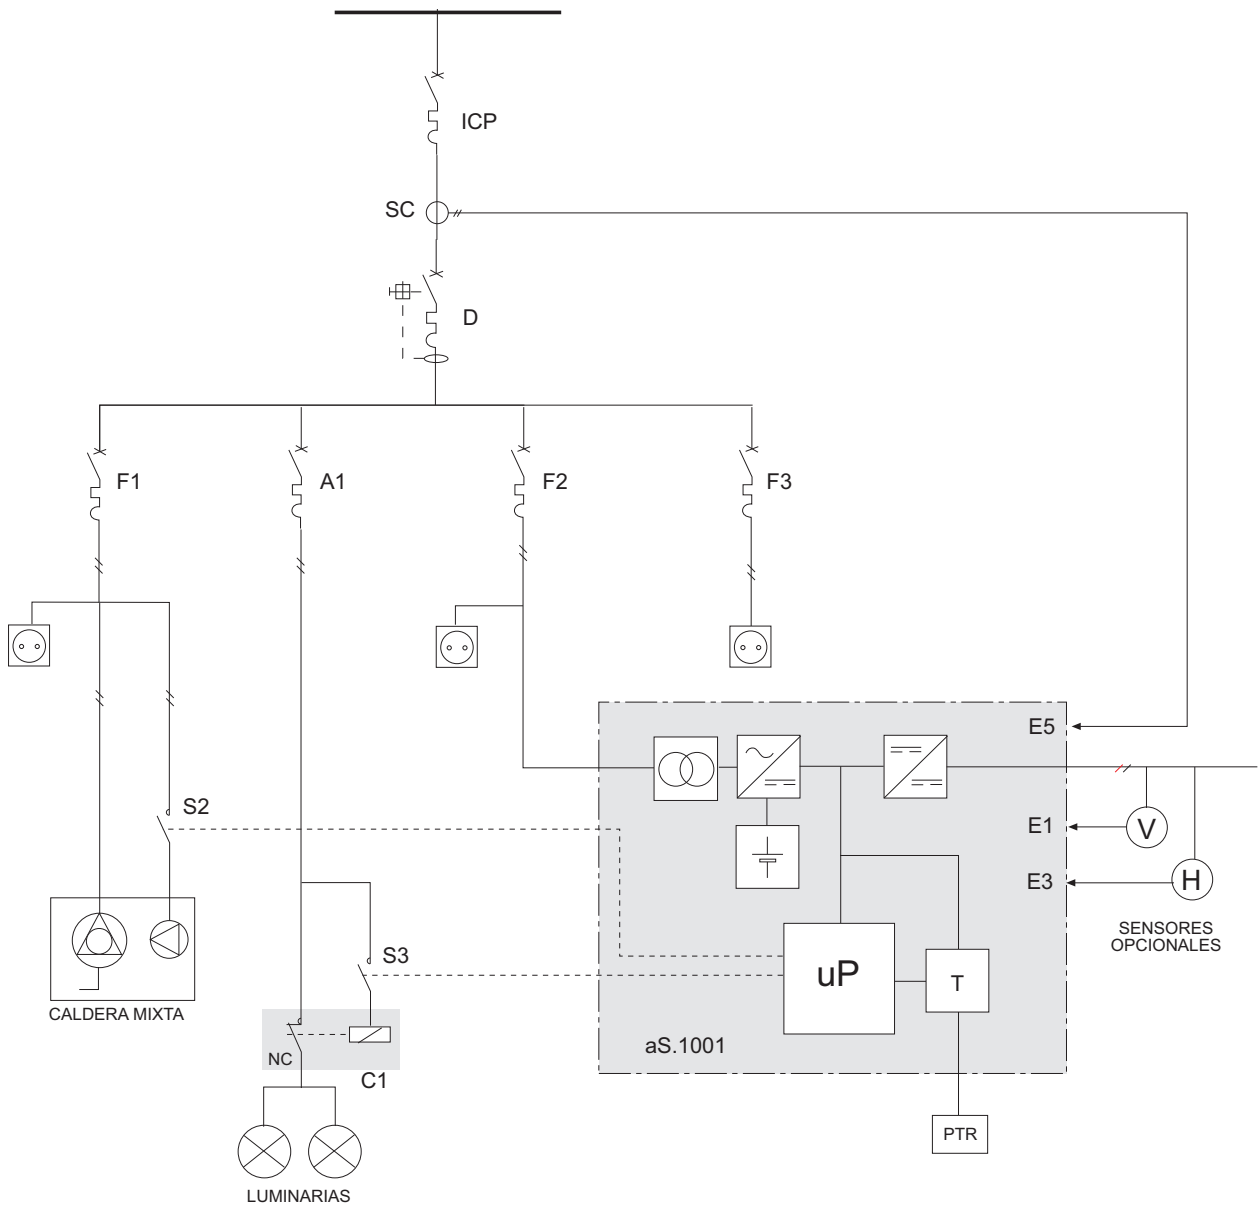 ICP
SC
D
F1
A1
F2
F3
E5
S2
E1
V
E3
H
SENSORES
OPCIONALES
S3
uP
T
CALDERA MIXTA
aS.1001
NC
C1
PTR
LUMINARIAS